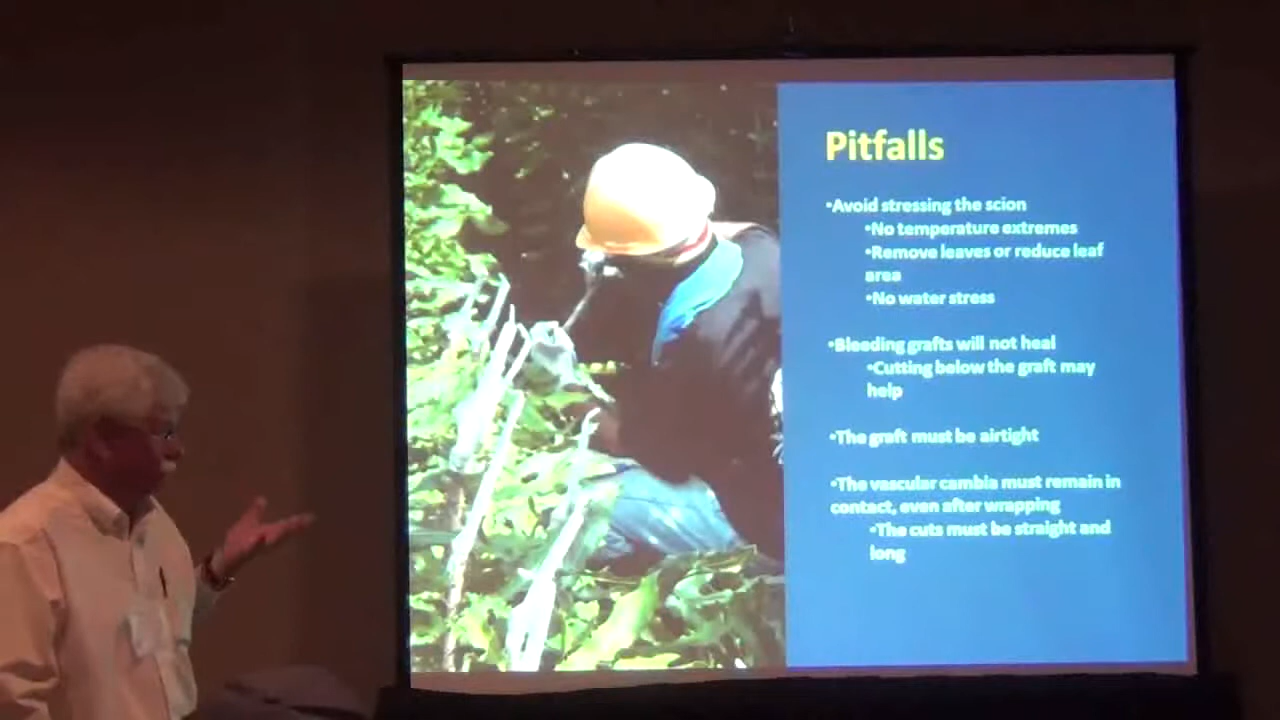 Pitfalls
•Avoid stressing the scion
•No temperature extremes
•Remove leaves or reduce leaf
area
•No water stress
•Bleeding grafts will not heal
•Cutting below the graft may
help
•The graft must be airtight
•The vascular cambia must remain in
contact, even after wrapping
•The cuts must be straight and
long